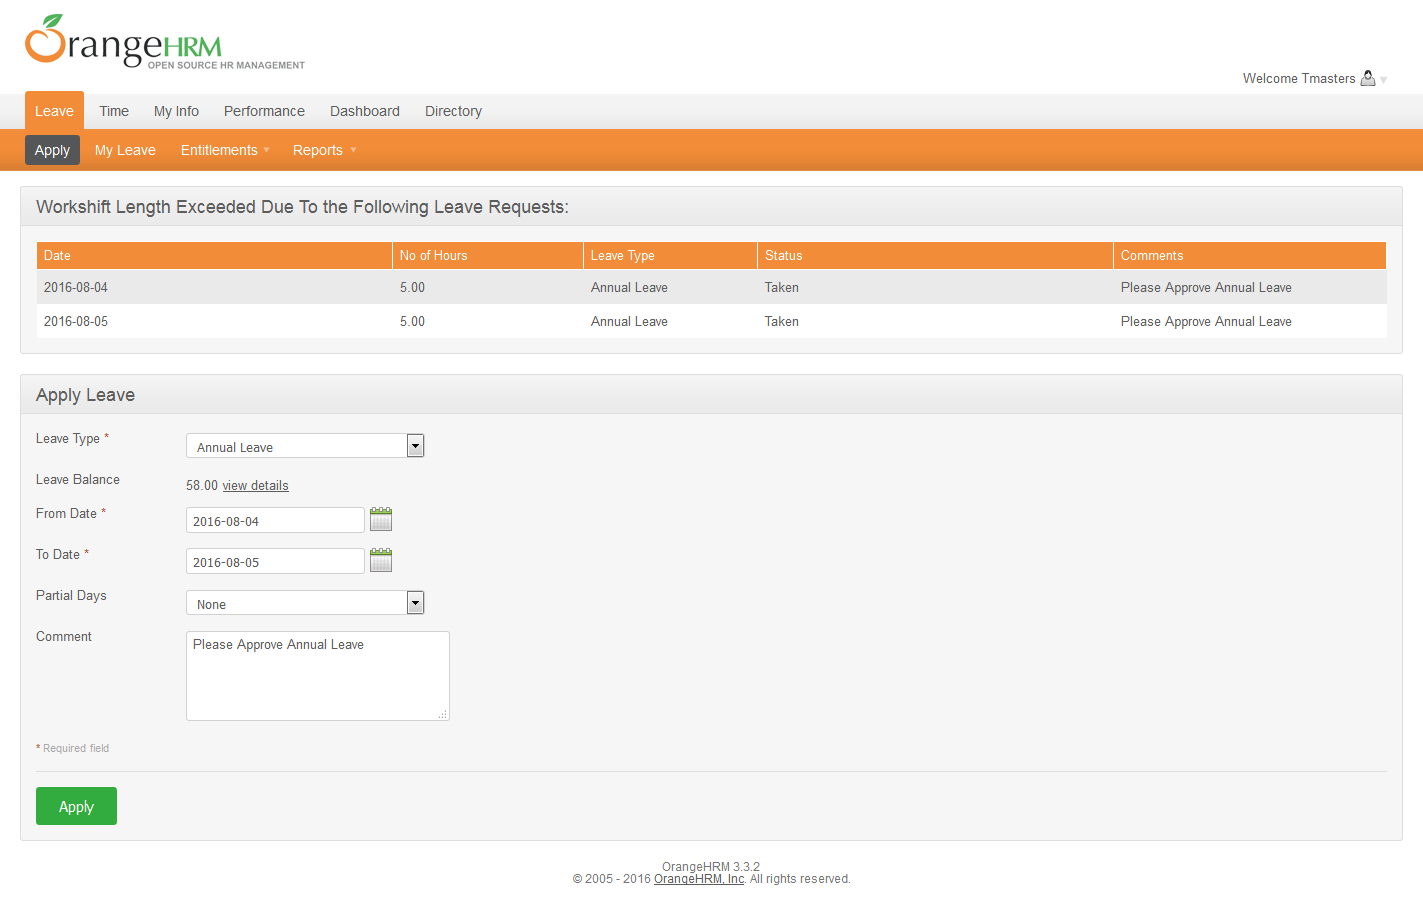 OrangeHRM
OPEN SOURCE HR MANAGEMENT
Welcome Tmasters
Leave Time My Info Performance Dashboard Directory
Apply My Leave Entitlements Reports
Workshift Length Exceeded Due To the Following Leave Requests:
Date No of Hours Leave Type Status Comments
2016-08-04 5.00 Annual Leave Taken Please Approve Annual Leave
2016-08-05 5.00 Annual Leave Taken Please Approve Annual Leave
Apply Leave
Leave Type * Annual Leave
Leave Balance 58.00 view details
From Date * 2016-08-04
To Date * 2016-08-05
Partial Days None
Comment Please Approve Annual Leave
* Required field
Apply
OrangeHRM 3.3.2
© 2005 - 2016 OrangeHRM, Inc. All rights reserved.